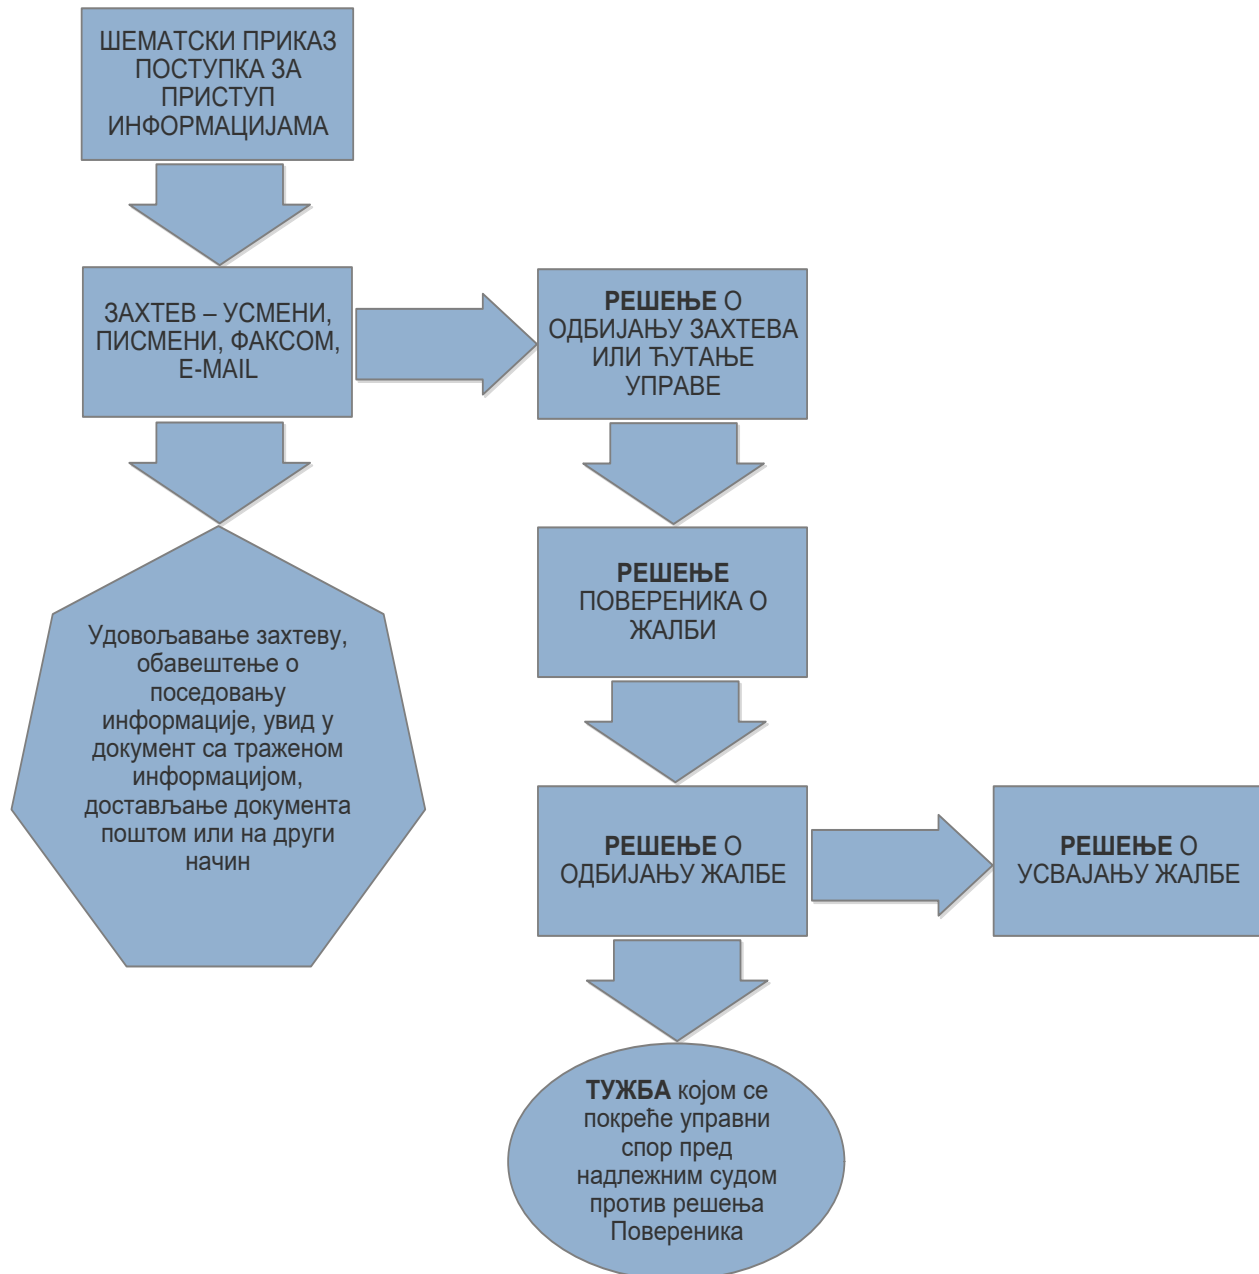 ШЕМАТСКИ ПРИКАЗ
ПОСТУПКА ЗА
ПРИСТУП
ИНФОРМАЦИЈАМА
ЗАХТЕВ – УСМЕНИ,
ПИСМЕНИ, ФАКСОМ,
E-MAIL
РЕШЕЊЕ О
ОДБИЈАЊУ ЗАХТЕВА
ИЛИ ЋУТАЊЕ
УПРАВЕ
Удовољавање захтеву,
обавештење о
поседовању
информације, увид у
документ са траженом
информацијом,
достављање документа
поштом или на други
начин
РЕШЕЊЕ
ПОВЕРЕНИКА О
ЖАЛБИ
РЕШЕЊЕ О
ОДБИЈАЊУ ЖАЛБЕ
РЕШЕЊЕ О
УСВАЈАЊУ ЖАЛБЕ
ТУЖБА којом се
покреће управни
спор пред
надлежним судом
против решења
Повереника